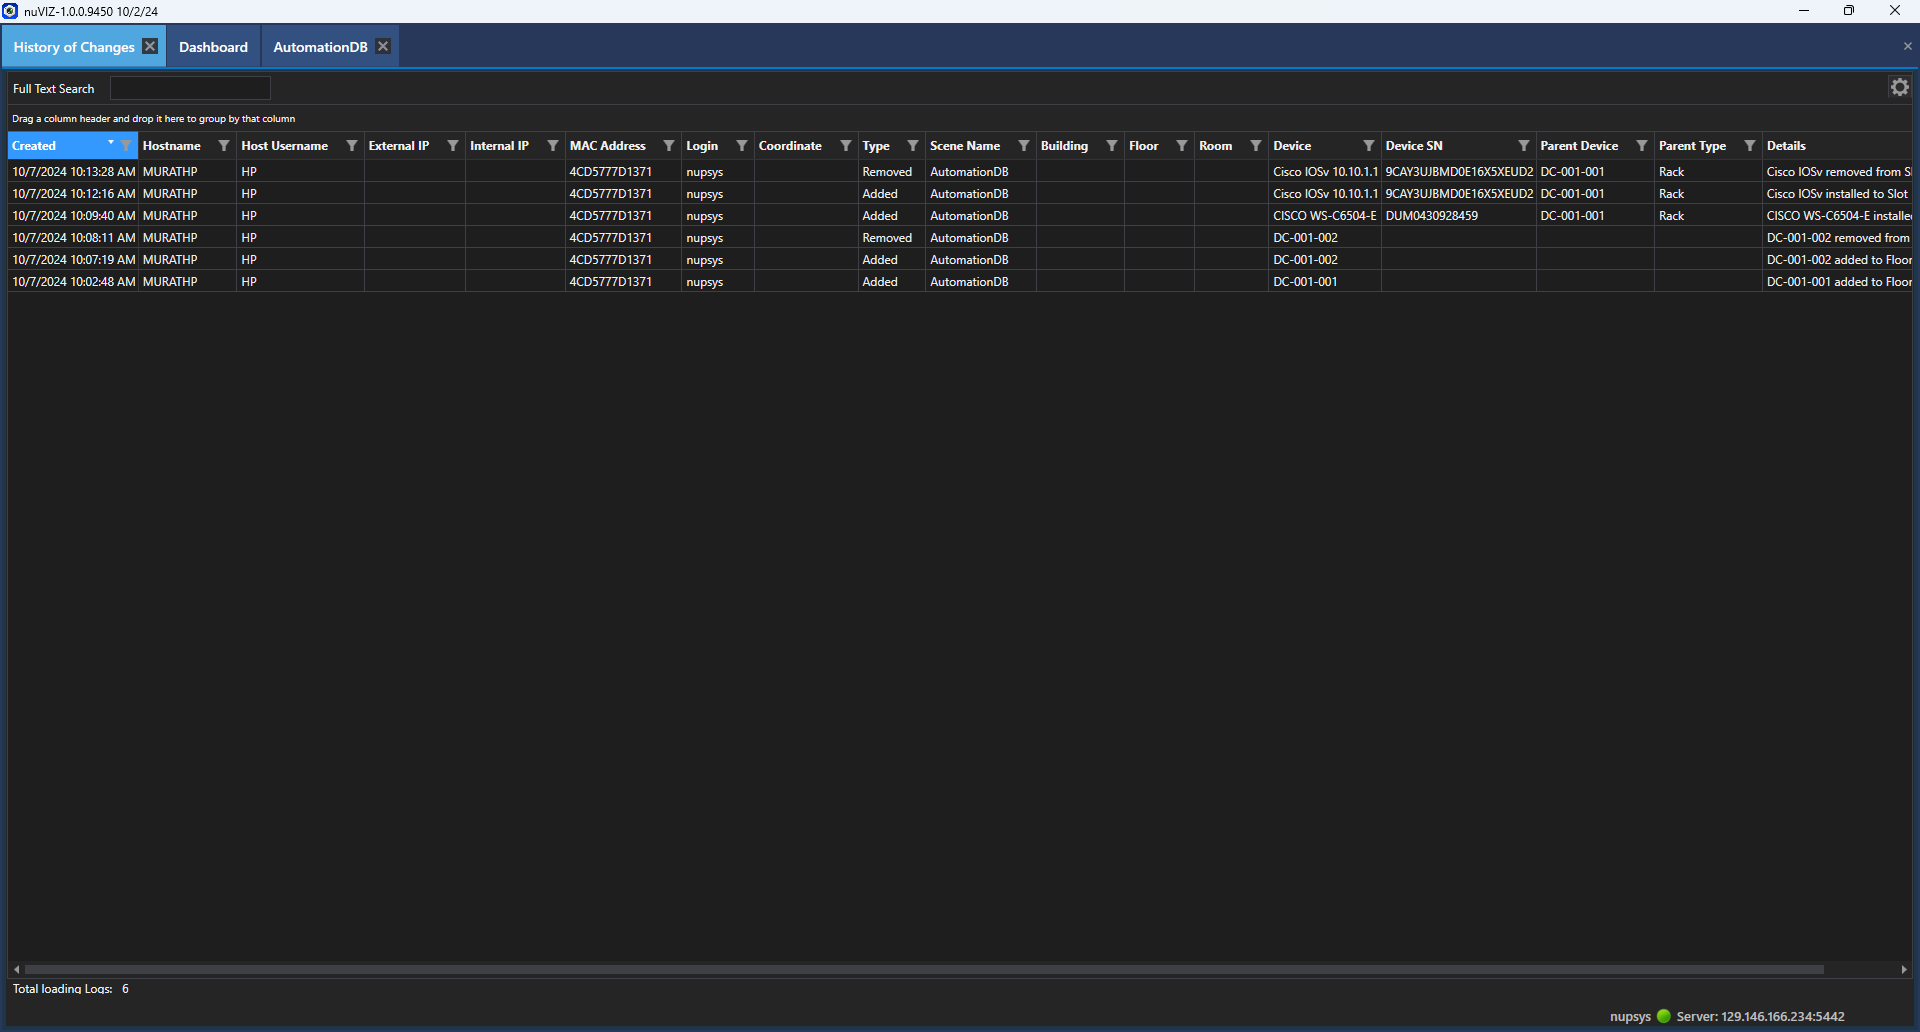 nuVIZ-1.0.0.9450 10/2/24
History of Changes Dashboard AutomationDB
Full Text Search
Drag a column header and drop it here to group by that column
Created Hostname Host Username External IP Internal IP MAC Address Login Coordinate Type Scene Name Building Floor Room Device Device SN Parent Device Parent Type Details
10/7/2024 10:13:28 AM MURATHP HP 4CD5777D1371 nupsys Removed AutomationDB Cisco IOSv 10.10.1.1 9CAY3UJBMD0E16X5XEUD2 DC-001-001 Rack Cisco IOSv removed from S
10/7/2024 10:12:16 AM MURATHP HP 4CD5777D1371 nupsys Added AutomationDB Cisco IOSv 10.10.1.1 9CAY3UJBMD0E16X5XEUD2 DC-001-001 Rack Cisco IOSv installed to Slot
10/7/2024 10:09:40 AM MURATHP HP 4CD5777D1371 nupsys Added AutomationDB CISCO WS-C6504-E DUM0430928459 DC-001-001 Rack CISCO WS-C6504-E installe
10/7/2024 10:08:11 AM MURATHP HP 4CD5777D1371 nupsys Removed AutomationDB DC-001-002 DC-001-002 removed from
10/7/2024 10:07:19 AM MURATHP HP 4CD5777D1371 nupsys Added AutomationDB DC-001-002 DC-001-002 added to Floor
10/7/2024 10:02:48 AM MURATHP HP 4CD5777D1371 nupsys Added AutomationDB DC-001-001 DC-001-001 added to Floor
Total loading Logs: 6
nupsys Server: 129.146.166.234:5442